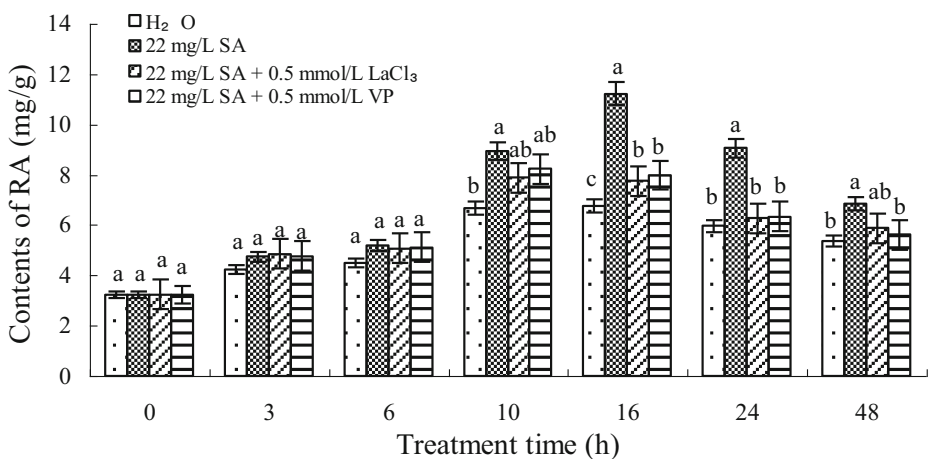 H₂ O
22 mg/L SA
22 mg/L SA + 0.5 mmol/L LaCl₃
22 mg/L SA + 0.5 mmol/L VP
Contents of RA (mg/g)
14
12
10
8
6
4
2
0
a a a a
a a a a
a a a a
b a ab ab
c a b b
b a b b
b a ab b
0 3 6 10 16 24 48
Treatment time (h)